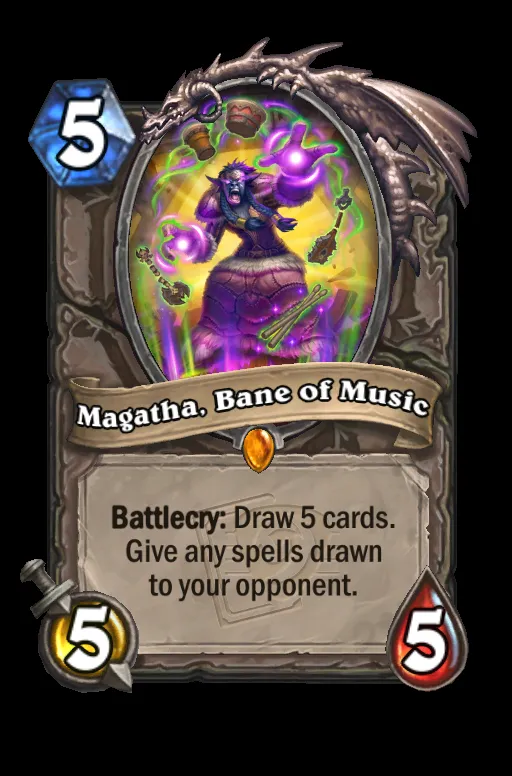 5
Magatha, Bane of Music
Battlecry: Draw 5 cards.
Give any spells drawn
to your opponent.
5
5